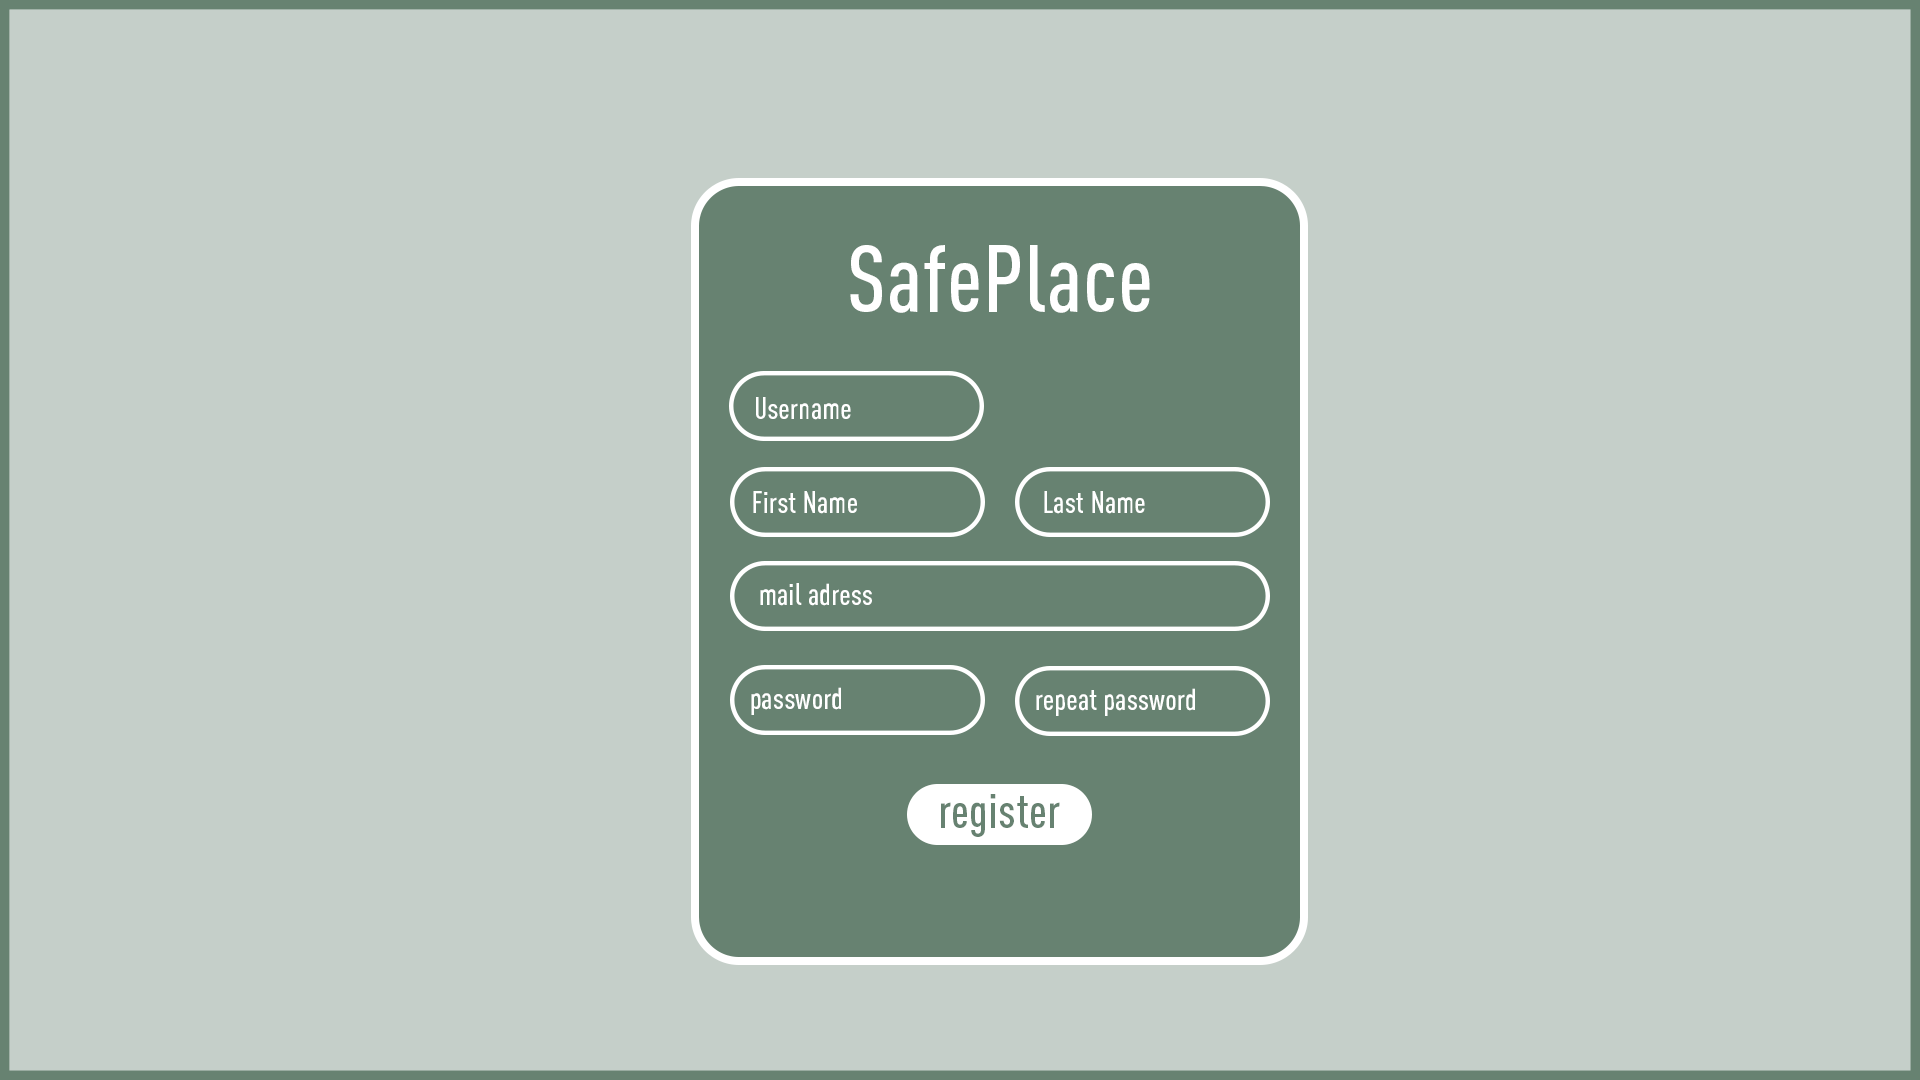 SafePlace
Username
First Name
Last Name
mail adress
password
repeat password
register